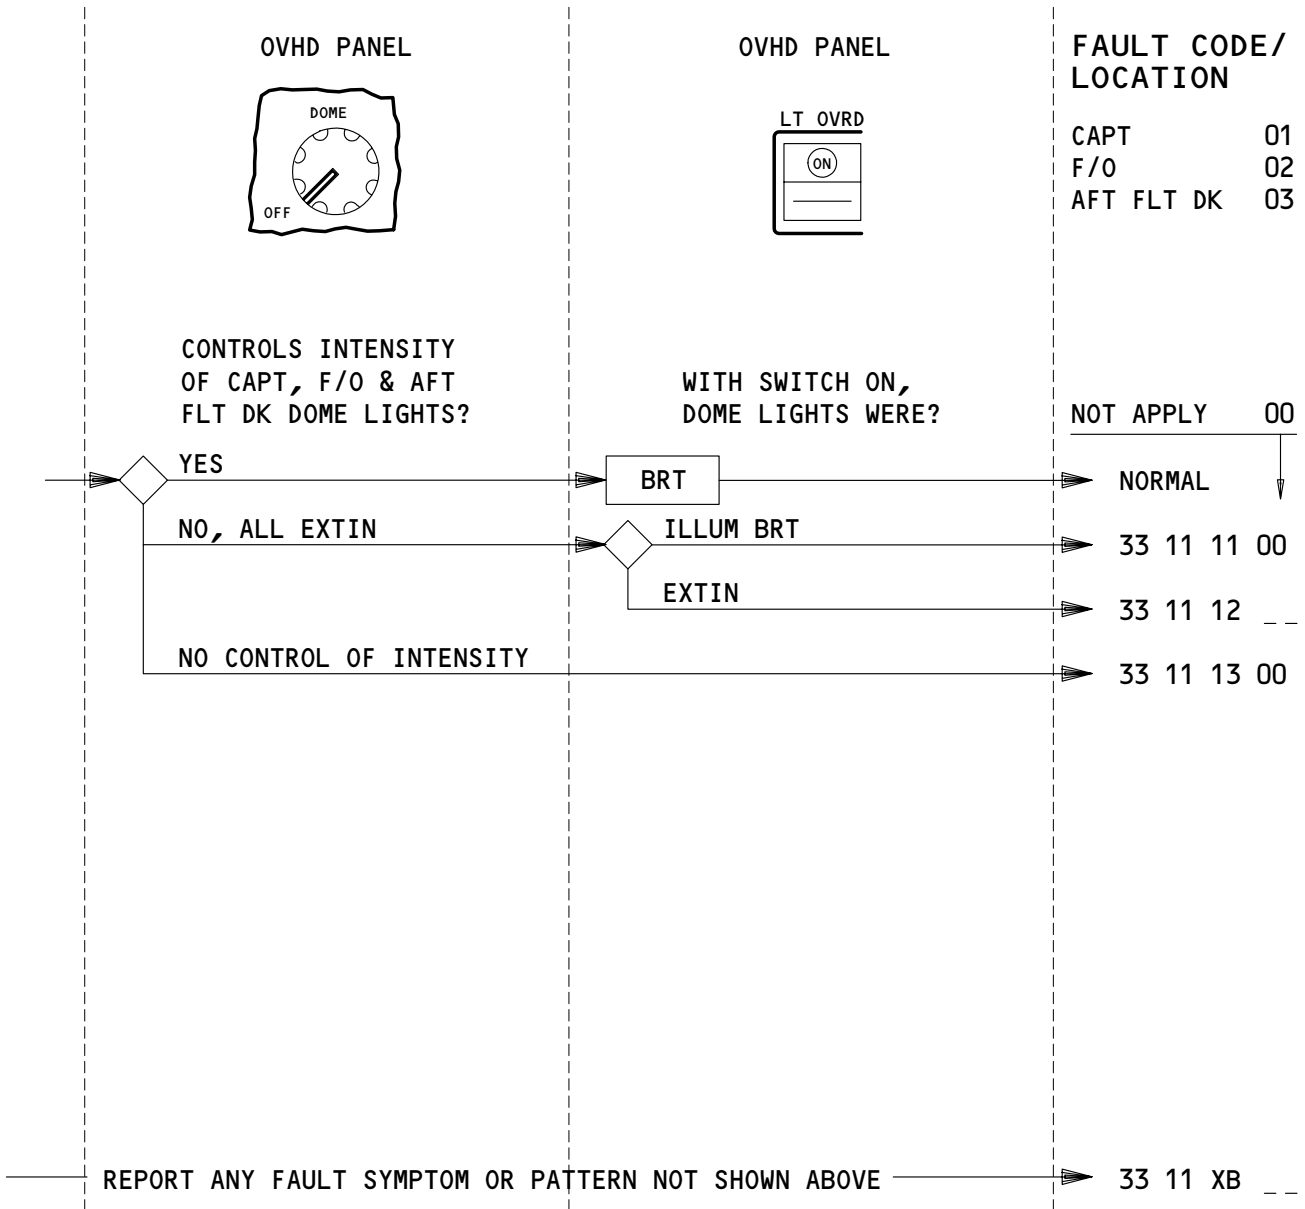 OVHD PANEL
DOME
OFF
CONTROLS INTENSITY
OF CAPT, F/O & AFT
FLT DK DOME LIGHTS?
OVHD PANEL
LT OVRD
ON
WITH SWITCH ON,
DOME LIGHTS WERE?
FAULT CODE/
LOCATION
CAPT 01
F/O 02
AFT FLT DK 03
NOT APPLY 00
YES
BRT
NORMAL
NO, ALL EXTIN
ILLUM BRT
33 11 11 00
EXTIN
33 11 12 _ _
NO CONTROL OF INTENSITY
33 11 13 00
REPORT ANY FAULT SYMPTOM OR PATTERN NOT SHOWN ABOVE
33 11 XB _ _